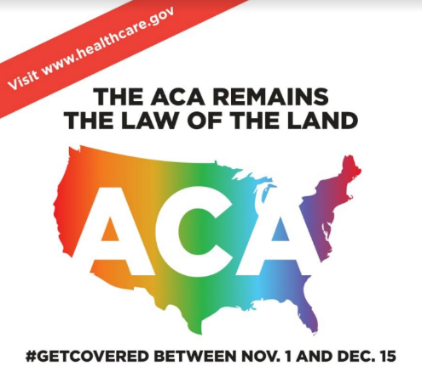 Visit www.healthcare.gov
THE ACA REMAINS
THE LAW OF THE LAND
ACA
#GETCOVERED BETWEEN NOV. 1 AND DEC. 15